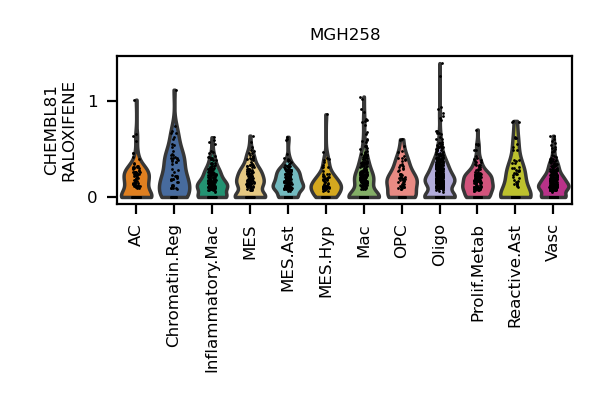 MGH258
CHEMBL81
RALOXIFENE
1
0
AC
Chromatin.Reg
Inflammatory.Mac
MES
MES.Ast
MES.Hyp
Mac
OPC
Oligo
Prolif.Metab
Reactive.Ast
Vasc